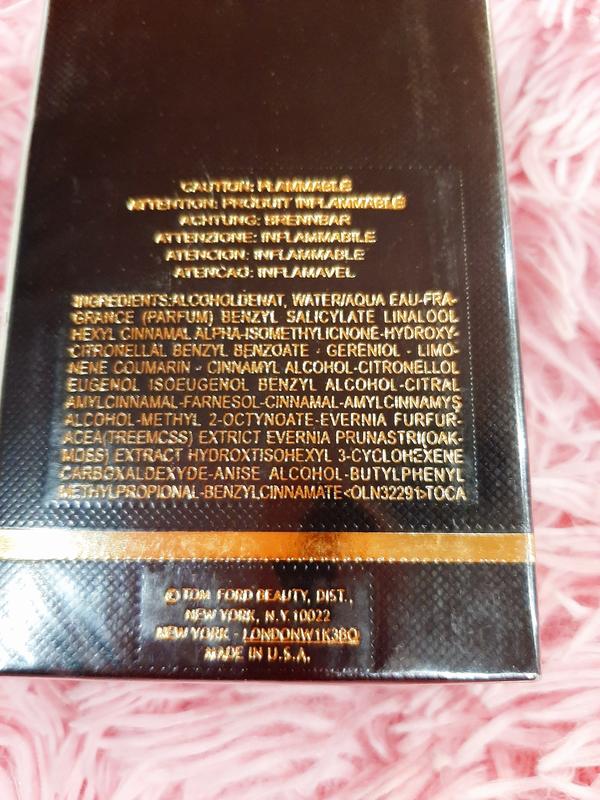 CAUTION: FLAMMABLE
ATTENTION: PRODUIT INFLAMMABLE
ACHTUNG: BRENNBAR
ATTENZIONE: INFLAMMABILE
ATENCION: INFLAMMABLE
ATENCAO: INFLAMAVEL
INGREDIENTS:ALCOHOLDENAT, WATER/AQUA EAU-FRA-
GRANCE (PARFUM) BENZYL SALICYLATE LINALOOL
HEXYL CINNAMAL ALPHA-ISOMETHYLICNONE-HYDROXY-
CITRONELLAL BENZYL BENZOATE - GERENIOL - LIMO-
NENE COUMARIN - CINNAMYL ALCOHOL-CITRONELLOL
EUGENOL ISOEUGENOL BENZYL ALCOHOL-CITRAL
AMYLCINNAMAL-FARNESOL-CINNAMAL-AMYLCINNAMYS
ALCOHOL-METHYL 2-OCTYNOATE-EVERNIA FURFUR-
ACEA(TREEMCSS) EXTRICT EVERNIA PRUNASTRI(OAK-
MOSS) EXTRACT HYDROXTISOHEXYL 3-CYCLOHEXENE
CARBOXALDEXYDE-ANISE ALCOHOL-BUTYLPHENYL
METHYLPROPIONAL-BENZYLCINNAMATE<OLN32291>TOCA
© TOM FORD BEAUTY, DIST.,
NEW YORK, N.Y.10022
NEW YORK - LONDONW1K3BQ
MADE IN U.S.A,